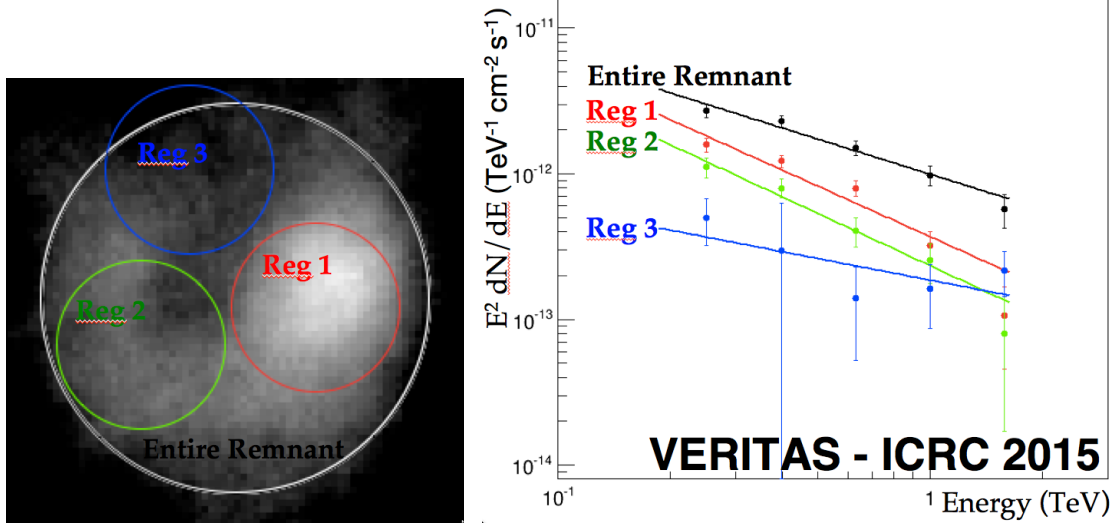 Reg 3
Reg 1
Reg 2
Entire Remnant
E² dN/dE (TeV⁻¹ cm⁻² s⁻¹)
10⁻¹¹
10⁻¹²
10⁻¹³
10⁻¹⁴
Entire Remnant
Reg 1
Reg 2
Reg 3
VERITAS - ICRC 2015
10⁻¹
1
Energy (TeV)